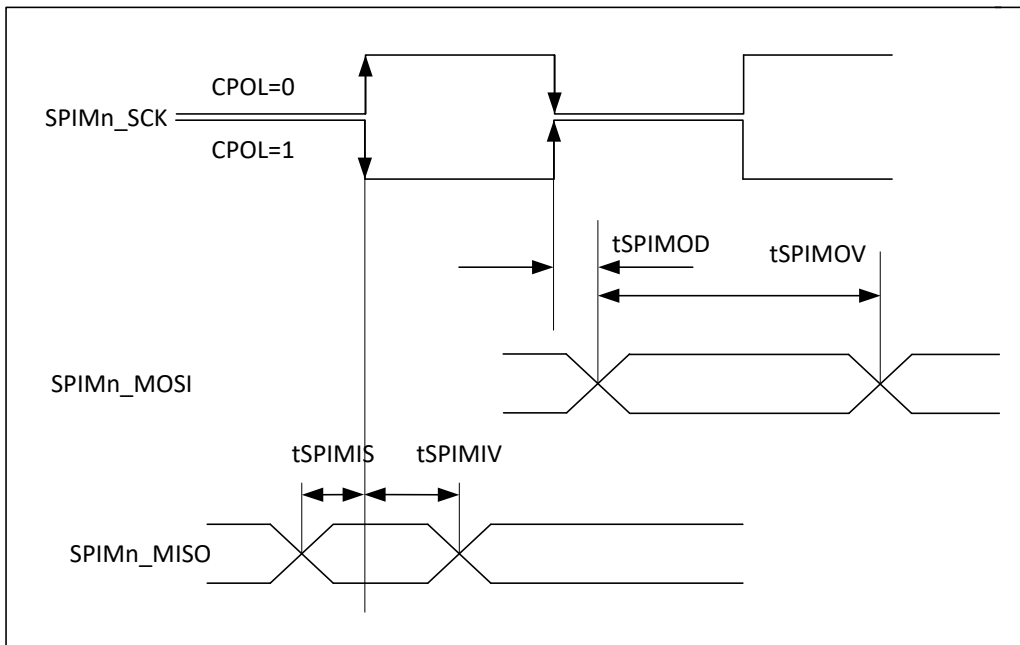 CPOL=0
SPIMn_SCK
CPOL=1
tSPIMOD
tSPIMOV
SPIMn_MOSI
tSPIMIS
tSPIMIV
SPIMn_MISO